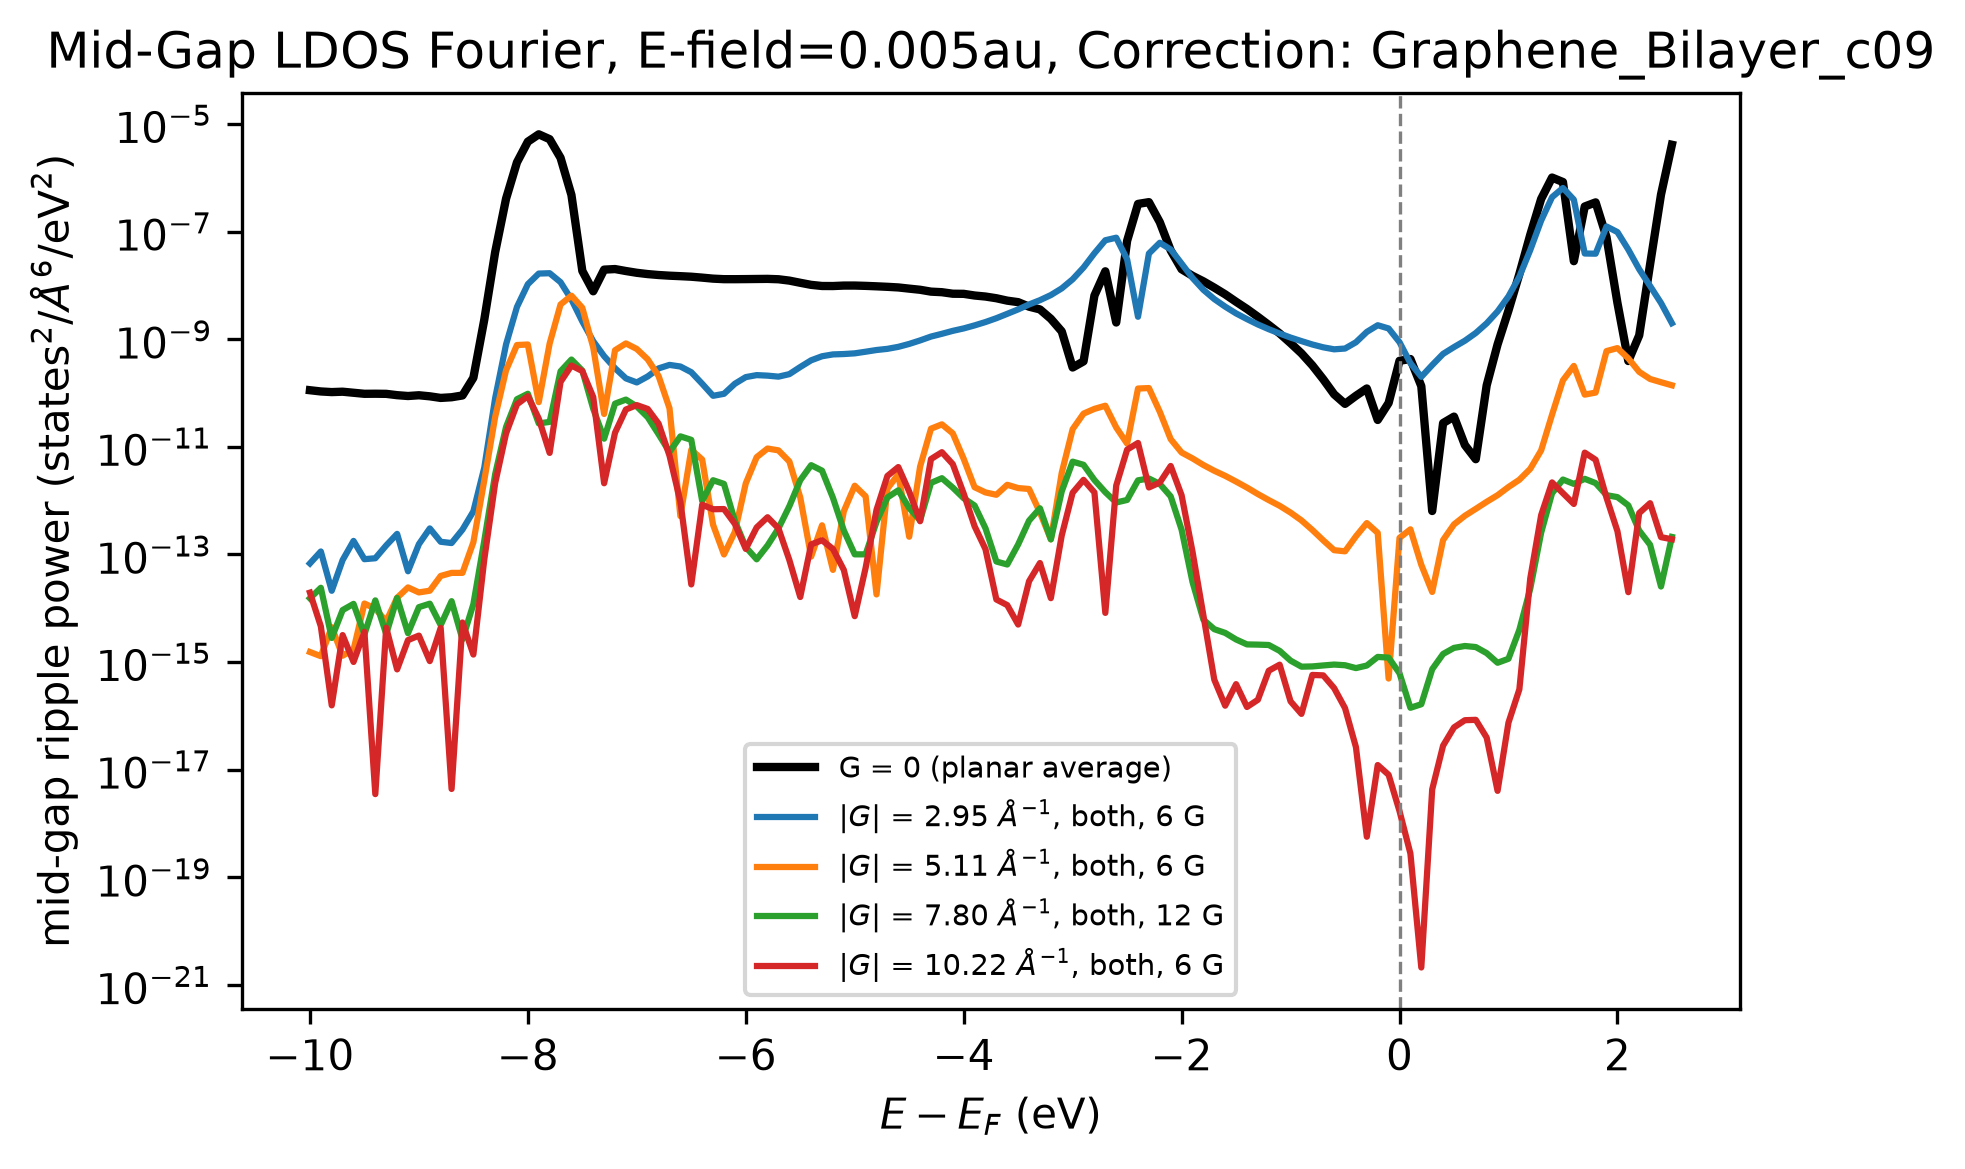 Mid-Gap LDOS Fourier, E-field=0.005au, Correction: Graphene_Bilayer_c09
mid-gap ripple power (states²/Å⁶/eV²)
10⁻⁵
10⁻⁷
10⁻⁹
10⁻¹¹
10⁻¹³
10⁻¹⁵
10⁻¹⁷
10⁻¹⁹
10⁻²¹
G = 0 (planar average)
|G| = 2.95 Å⁻¹, both, 6 G
|G| = 5.11 Å⁻¹, both, 6 G
|G| = 7.80 Å⁻¹, both, 12 G
|G| = 10.22 Å⁻¹, both, 6 G
−10 −8 −6 −4 −2 0 2
E − E_F (eV)